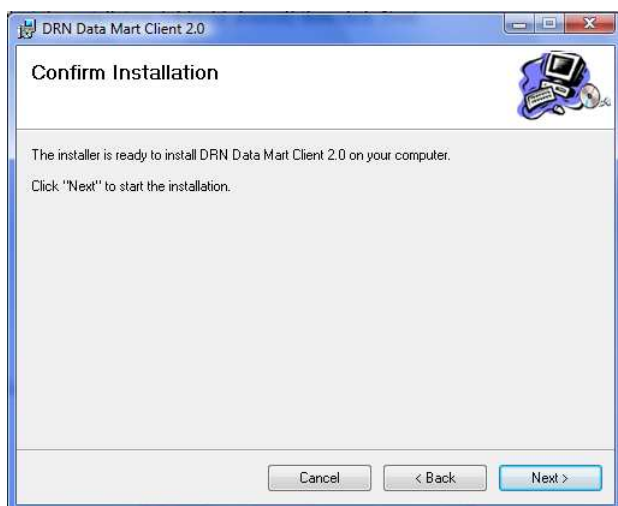 DRN Data Mart Client 2.0
Confirm Installation
The installer is ready to install DRN Data Mart Client 2.0 on your computer.
Click "Next" to start the installation.
Cancel
< Back
Next >